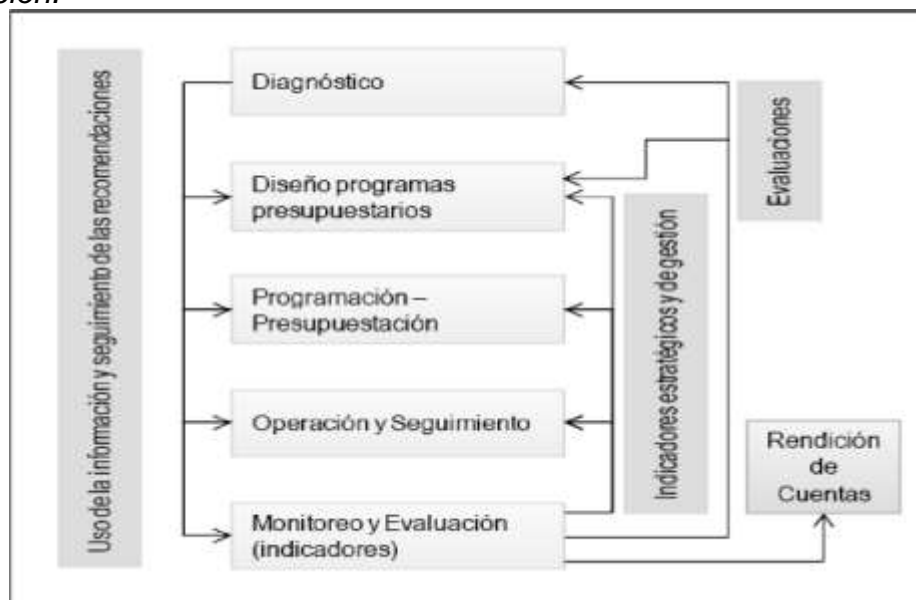 ción.
Uso de la información y seguimiento de las recomendaciones
Diagnóstico
Diseño programas
presupuestarios
Programación –
Presupuestación
Operación y Seguimiento
Monitoreo y Evaluación
(indicadores)
Indicadores estratégicos y de gestión
Evaluaciones
Rendición
de
Cuentas